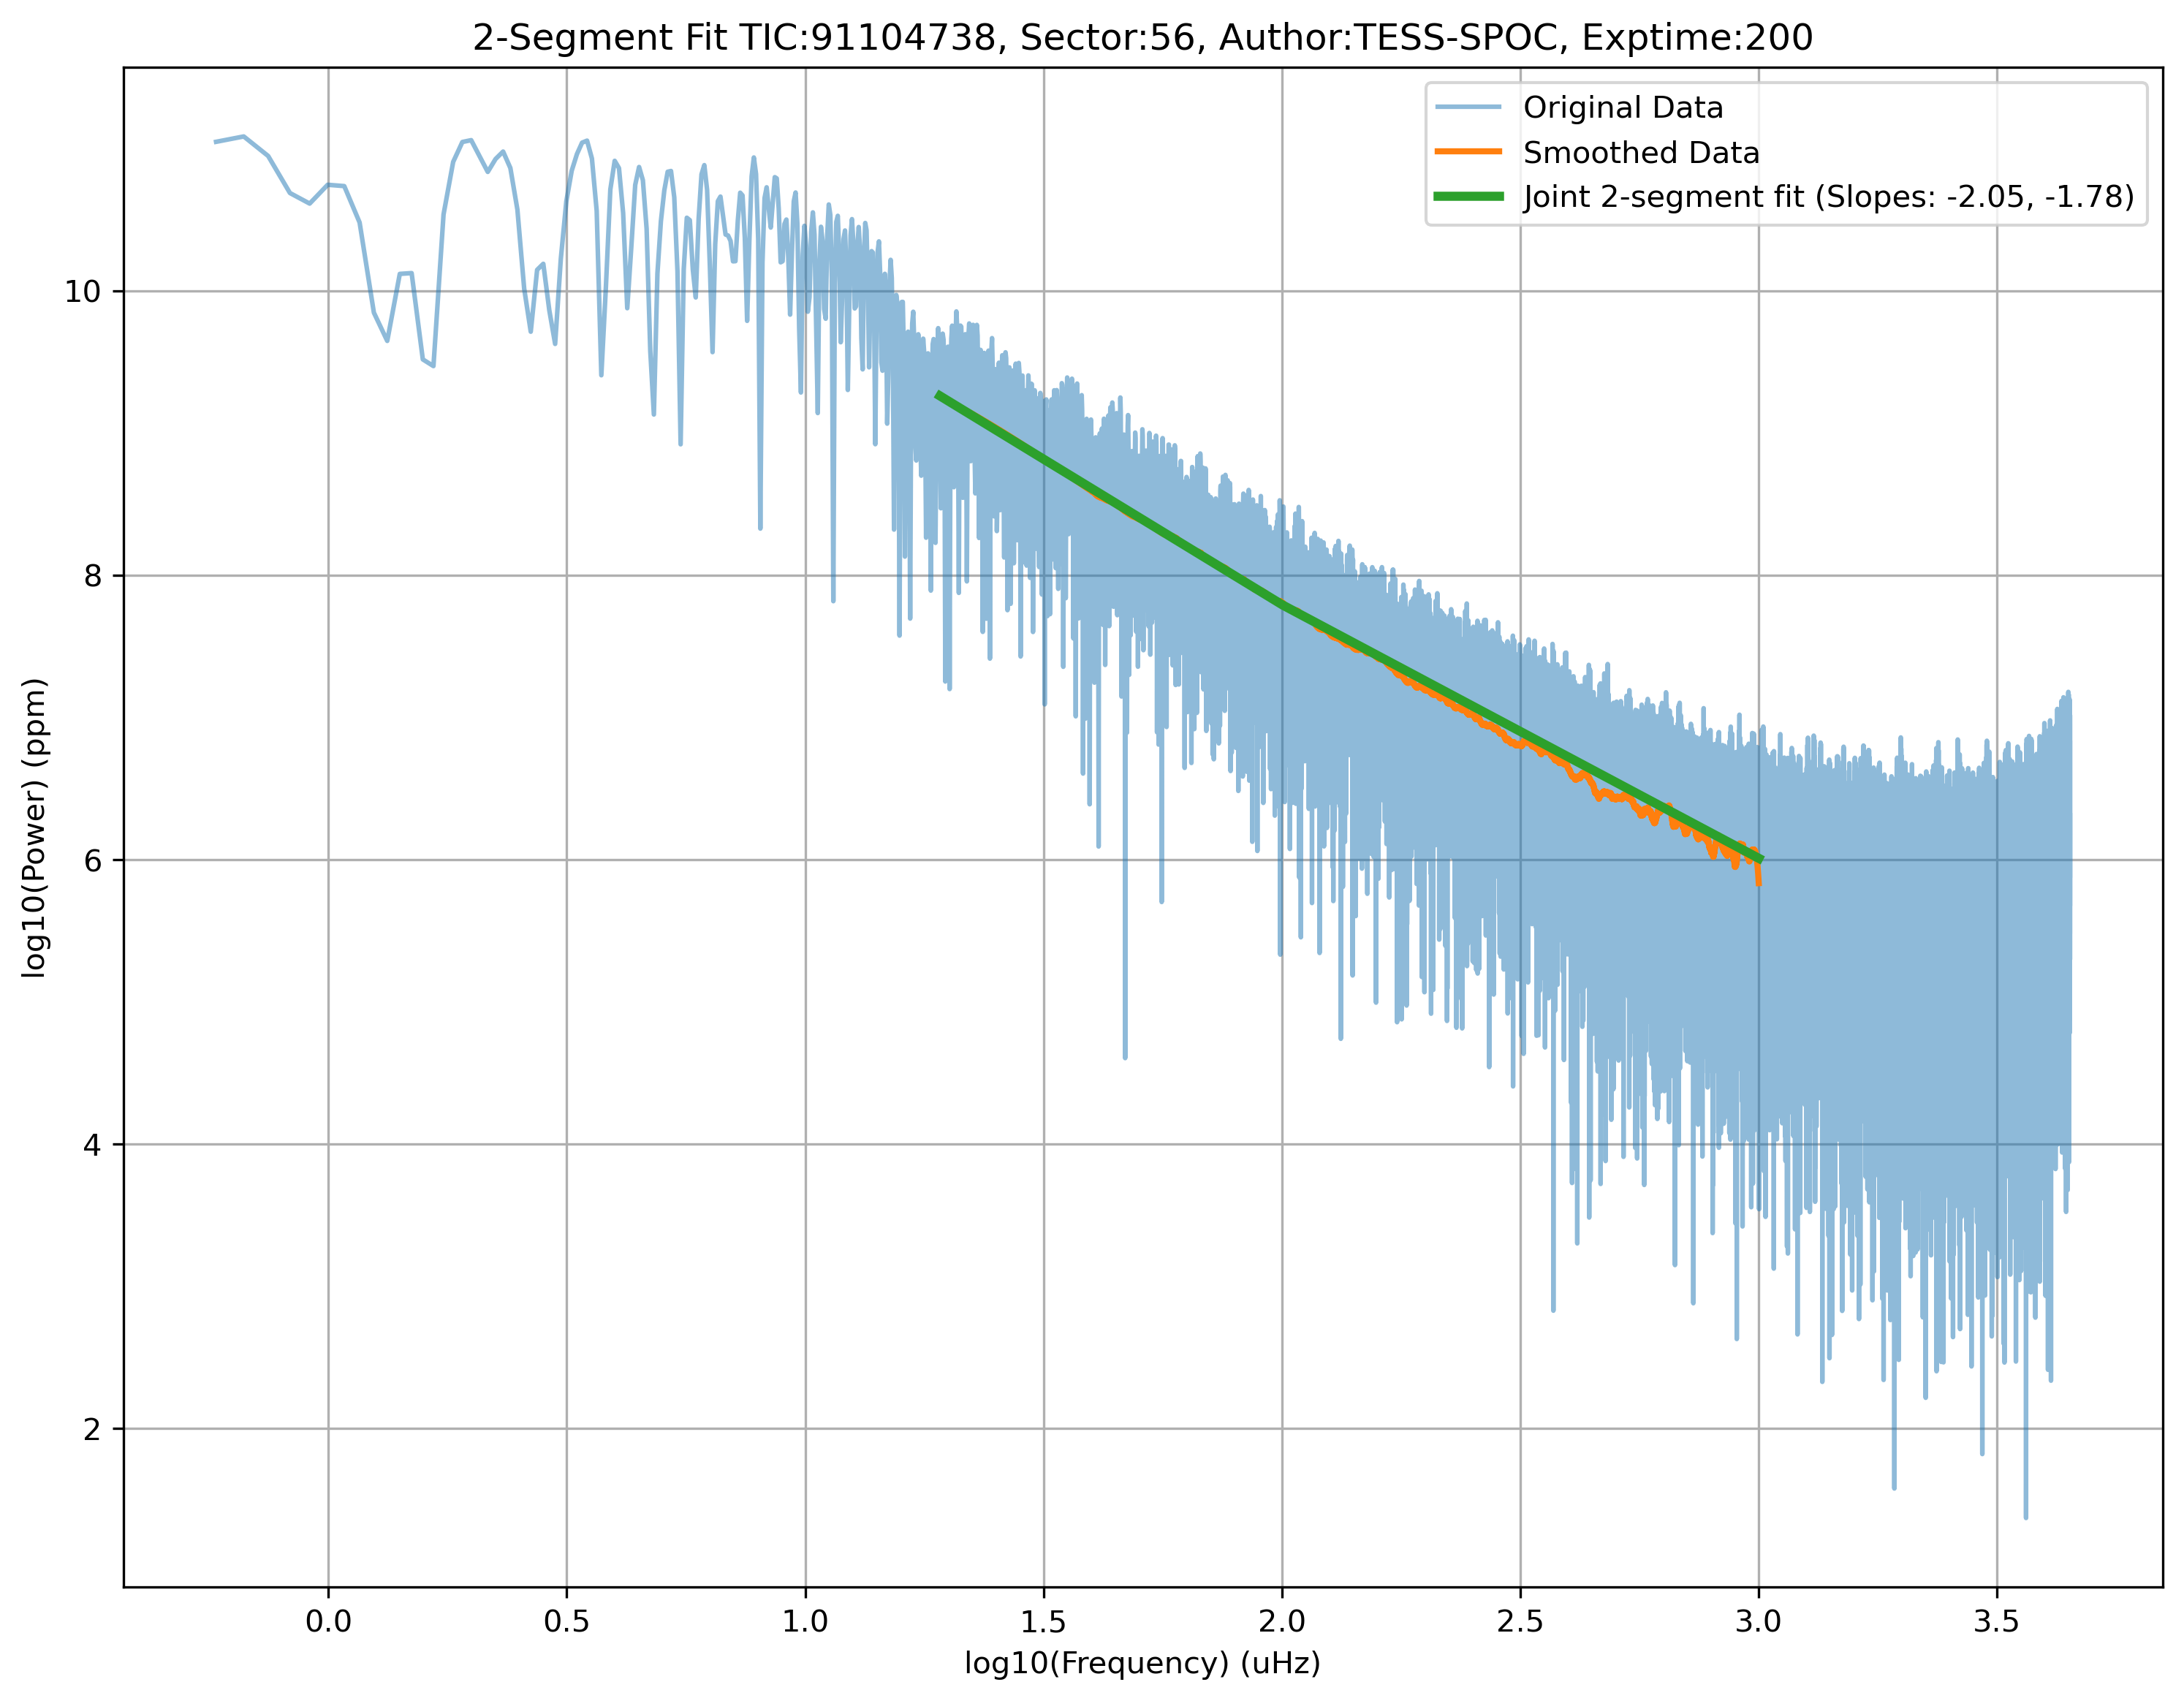 2-Segment Fit TIC:91104738, Sector:56, Author:TESS-SPOC, Exptime:200
Original Data
Smoothed Data
Joint 2-segment fit (Slopes: -2.05, -1.78)
log10(Power) (ppm)
10
8
6
4
2
0.0 0.5 1.0 1.5 2.0 2.5 3.0 3.5
log10(Frequency) (uHz)